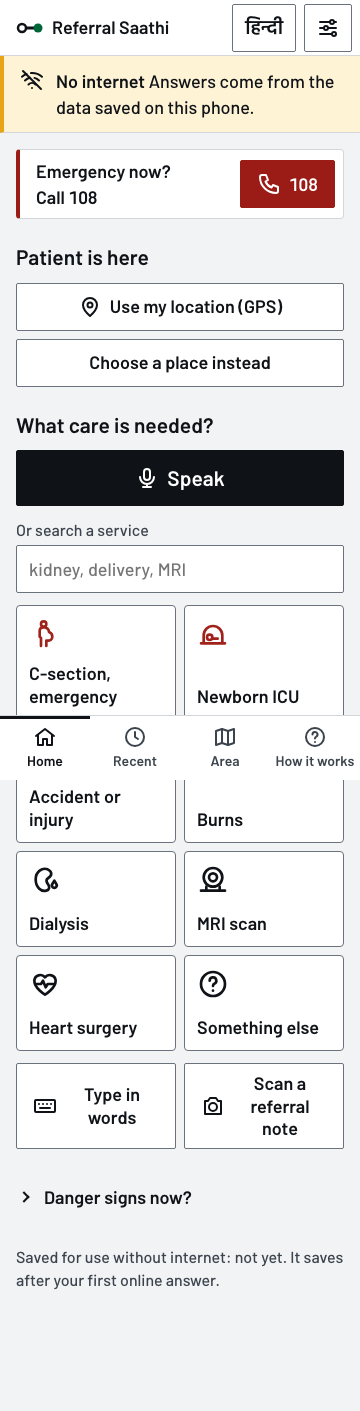 Referral Saathi
हिन्दी
No internet Answers come from the
data saved on this phone.
Emergency now?
Call 108
108
Patient is here
Use my location (GPS)
Choose a place instead
What care is needed?
Speak
Or search a service
kidney, delivery, MRI
C-section,
emergency
Newborn ICU
Home
Recent
Area
How it works
Accident or
injury
Burns
Dialysis
MRI scan
Heart surgery
Something else
Type in
words
Scan a
referral
note
Danger signs now?
Saved for use without internet: not yet. It saves
after your first online answer.